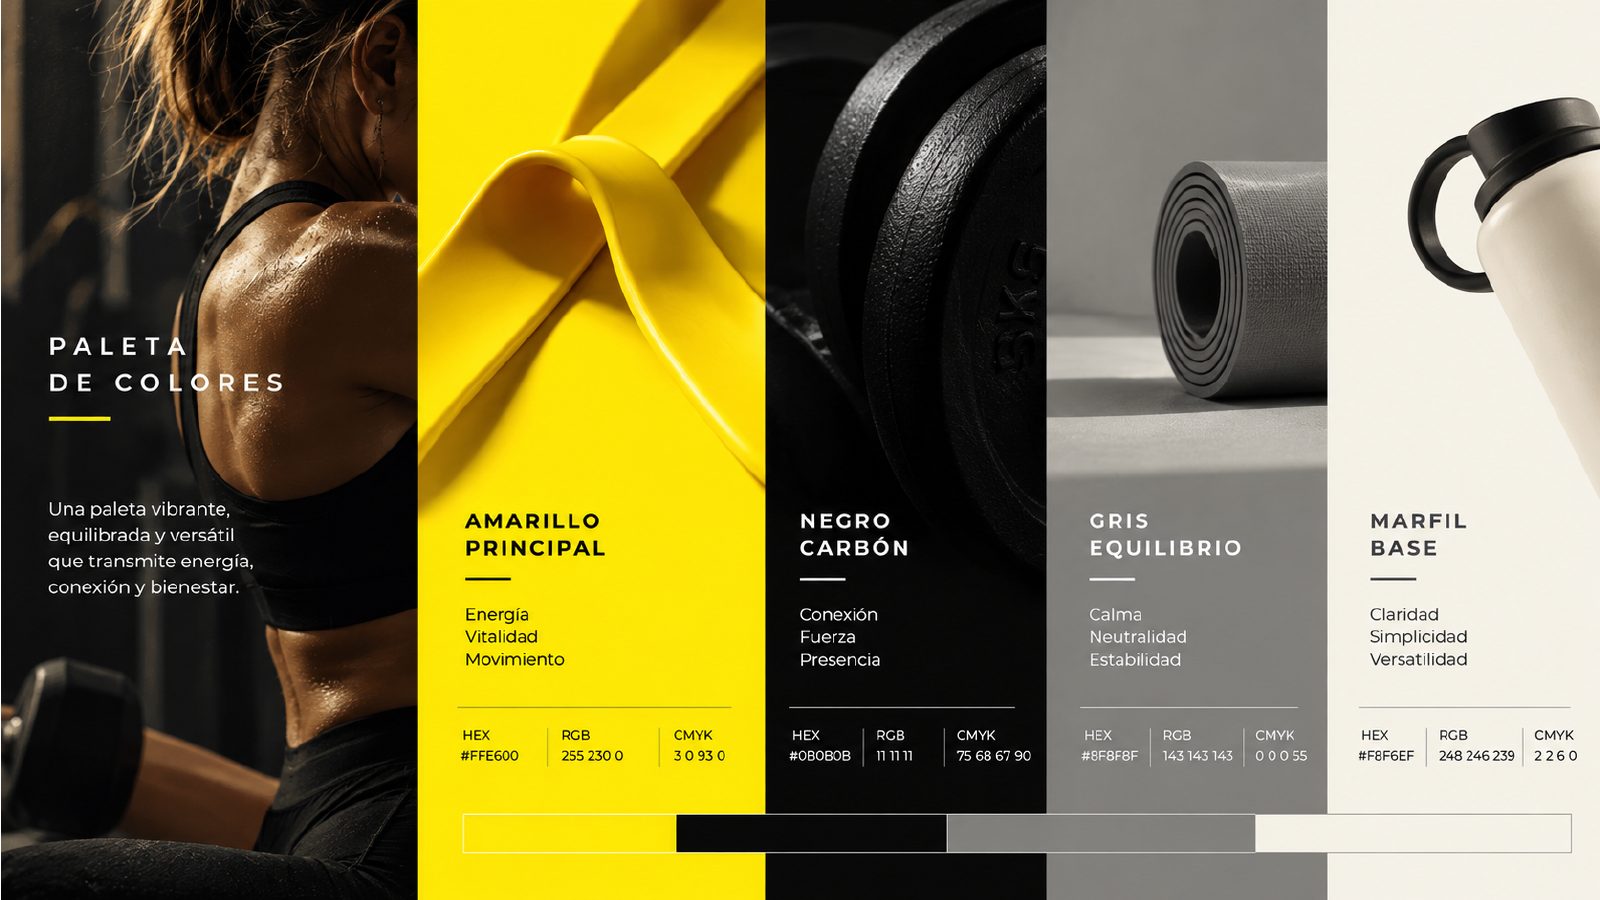 PALETA
DE COLORES
Una paleta vibrante,
equilibrada y versátil
que transmite energía,
conexión y bienestar.
AMARILLO
PRINCIPAL
Energía
Vitalidad
Movimiento
HEX RGB CMYK
#FFE600 255 230 0 3 0 93 0
NEGRO
CARBÓN
Conexión
Fuerza
Presencia
HEX RGB CMYK
#0B0B0B 11 11 11 75 68 67 90
GRIS
EQUILIBRIO
Calma
Neutralidad
Estabilidad
HEX RGB CMYK
#8F8F8F 143 143 143 0 0 0 55
MARFIL
BASE
Claridad
Simplicidad
Versatilidad
HEX RGB CMYK
#F8F6EF 248 246 239 2 2 6 0